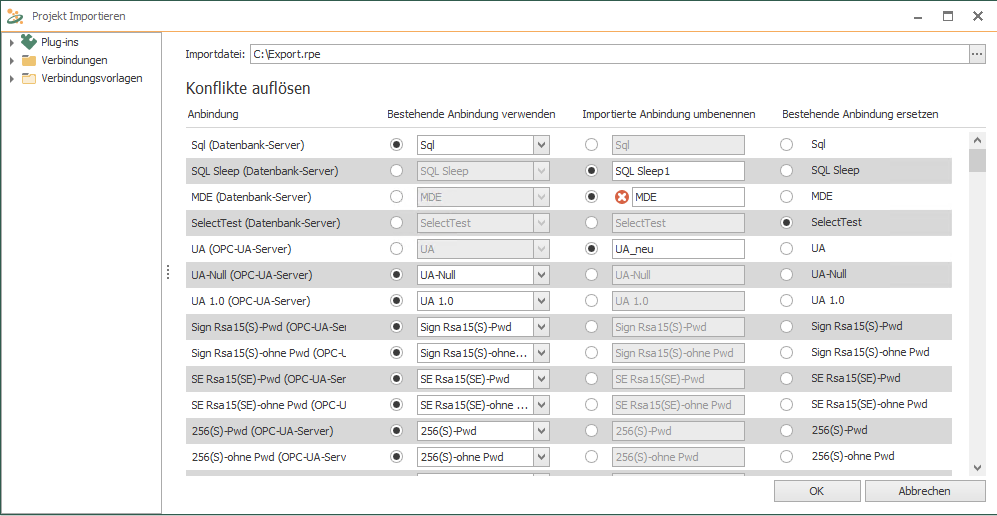 Projekt Importieren
Plug-ins
Verbindungen
Verbindungsvorlagen
Importdatei: C:\Export.rpe ...
Konflikte auflösen
Anbindung Bestehende Anbindung verwenden Importierte Anbindung umbenennen Bestehende Anbindung ersetzen
Sql (Datenbank-Server) Sql Sql Sql
SQL Sleep (Datenbank-Server) SQL Sleep SQL Sleep1 SQL Sleep
MDE (Datenbank-Server) MDE MDE MDE
SelectTest (Datenbank-Server) SelectTest SelectTest SelectTest
UA (OPC-UA-Server) UA UA_neu UA
UA-Null (OPC-UA-Server) UA-Null UA-Null UA-Null
UA 1.0 (OPC-UA-Server) UA 1.0 UA 1.0 UA 1.0
Sign Rsa15(S)-Pwd (OPC-UA-Ser Sign Rsa15(S)-Pwd Sign Rsa15(S)-Pwd Sign Rsa15(S)-Pwd
Sign Rsa15(S)-ohne Pwd (OPC-U Sign Rsa15(S)-ohne... Sign Rsa15(S)-ohne Pwd Sign Rsa15(S)-ohne Pwd
SE Rsa15(SE)-Pwd (OPC-UA-Ser SE Rsa15(SE)-Pwd SE Rsa15(SE)-Pwd SE Rsa15(SE)-Pwd
SE Rsa15(SE)-ohne Pwd (OPC-U SE Rsa15(SE)-ohne ... SE Rsa15(SE)-ohne Pwd SE Rsa15(SE)-ohne Pwd
256(S)-Pwd (OPC-UA-Server) 256(S)-Pwd 256(S)-Pwd 256(S)-Pwd
256(S)-ohne Pwd (OPC-UA-Serv 256(S)-ohne Pwd 256(S)-ohne Pwd 256(S)-ohne Pwd
OK Abbrechen